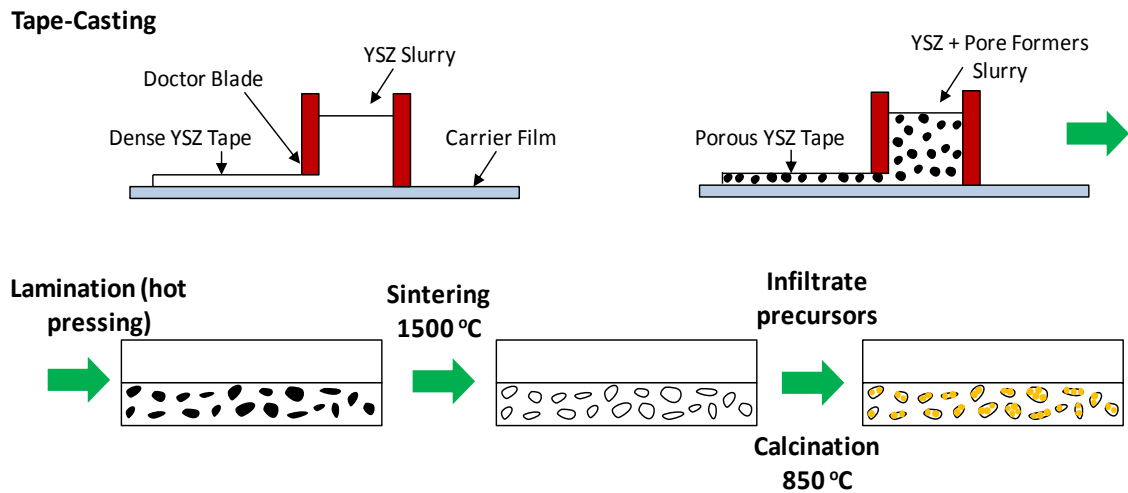 Tape-Casting
YSZ Slurry
Doctor Blade
Dense YSZ Tape
Carrier Film
YSZ + Pore Formers
Slurry
Porous YSZ Tape
Lamination (hot
pressing)
Sintering
1500 °C
Infiltrate
precursors
Calcination
850 °C